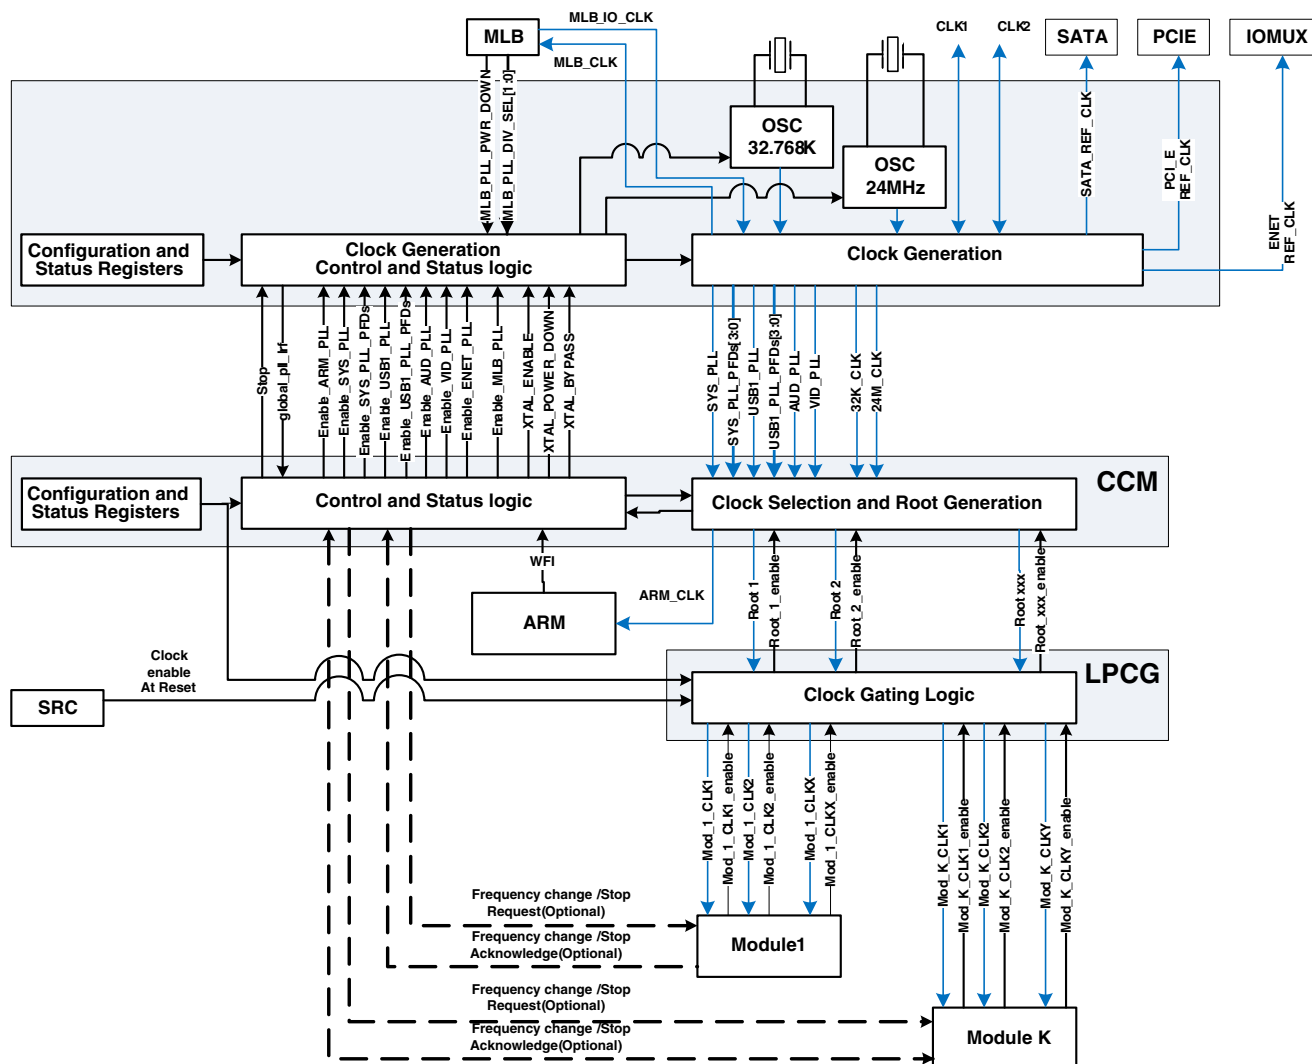 MLB
MLB_IO_CLK
MLB_CLK
CLK1
CLK2
SATA
PCIE
IOMUX
MLB_PLL_PWR_DOWN
MLB_PLL_DIV_SEL[1:0]
OSC
32.768K
OSC
24MHz
SATA_REF_CLK
PCI_E
REF_CLK
ENET
REF_CLK
Configuration and
Status Registers
Clock Generation
Control and Status logic
Clock Generation
Stop
global_pll_lrf
Enable_ARM_PLL
Enable_SYS_PLL
Enable_SYS_PLL_PFDs
Enable_USB1_PLL
Enable_USB1_PLL_PFDs
Enable_AUD_PLL
Enable_VID_PLL
Enable_ENET_PLL
Enable_MLB_PLL
XTAL_ENABLE
XTAL_POWER_DOWN
XTAL_BYPASS
SYS_PLL
SYS_PLL_PFDs[3:0]
USB1_PLL
USB1_PLL_PFDs[3:0]
AUD_PLL
VID_PLL
32K_CLK
24M_CLK
CCM
Configuration and
Status Registers
Control and Status logic
Clock Selection and Root Generation
WFI
ARM
ARM_CLK
Root 1
Root_1_enable
Root 2
Root_2_enable
Root xxx
Root_xxx_enable
Clock
enable
At Reset
SRC
LPCG
Clock Gating Logic
Mod_1_CLK1
Mod_1_CLK1_enable
Mod_1_CLK2
Mod_1_CLK2_enable
Mod_1_CLKX
Mod_1_CLKX_enable
Mod_K_CLK1
Mod_K_CLK1_enable
Mod_K_CLK2
Mod_K_CLK2_enable
Mod_K_CLKY
Mod_K_CLKY_enable
Frequency change /Stop
Request(Optional)
Frequency change /Stop
Acknowledge(Optional)
Module1
Frequency change /Stop
Request(Optional)
Frequency change /Stop
Acknowledge(Optional)
Module K